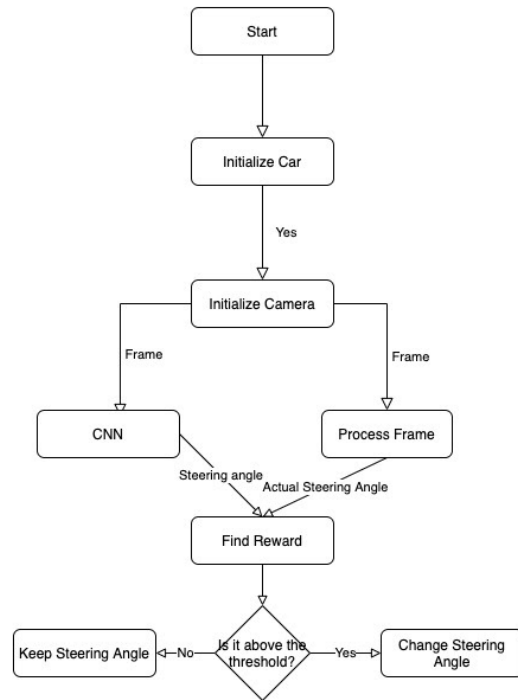 Start
Initialize Car
Yes
Initialize Camera
Frame
Frame
CNN
Process Frame
Steering angle
Actual Steering Angle
Find Reward
Is it above the
threshold?
Keep Steering Angle
No
Yes
Change Steering
Angle